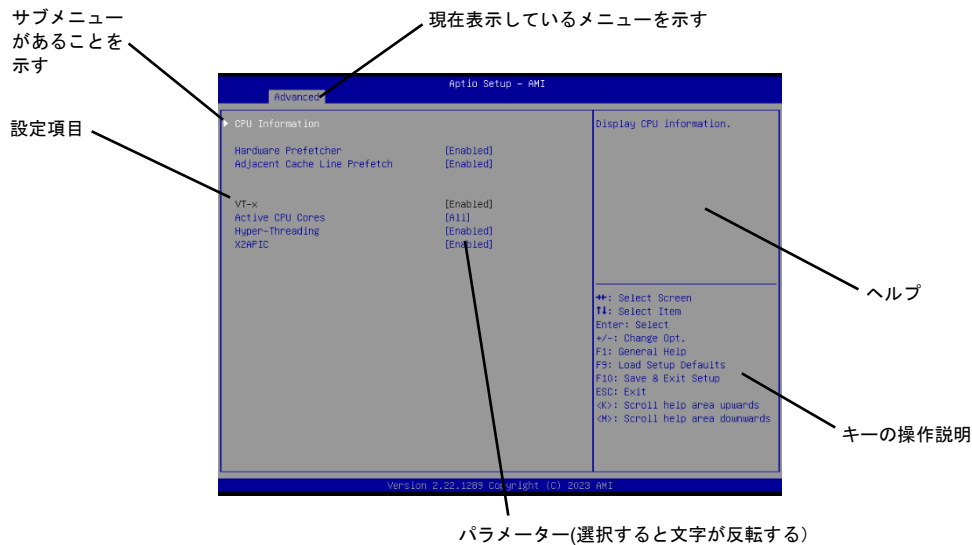 サブメニュー
があることを
示す
現在表示しているメニューを示す
設定項目
Aptio Setup – AMI
Advanced
CPU Information
Hardware Prefetcher [Enabled]
Adjacent Cache Line Prefetch [Enabled]
VT-x [Enabled]
Active CPU Cores [All]
Hyper-Threading [Enabled]
X2APIC [Enabled]
Display CPU information.
→←: Select Screen
↑↓: Select Item
Enter: Select
+/-: Change Opt.
F1: General Help
F9: Load Setup Defaults
F10: Save & Exit Setup
ESC: Exit
<K>: Scroll help area upwards
<M>: Scroll help area downwards
Version 2.22.1289 Copyright (C) 2023 AMI
ヘルプ
キーの操作説明
パラメーター(選択すると文字が反転する)